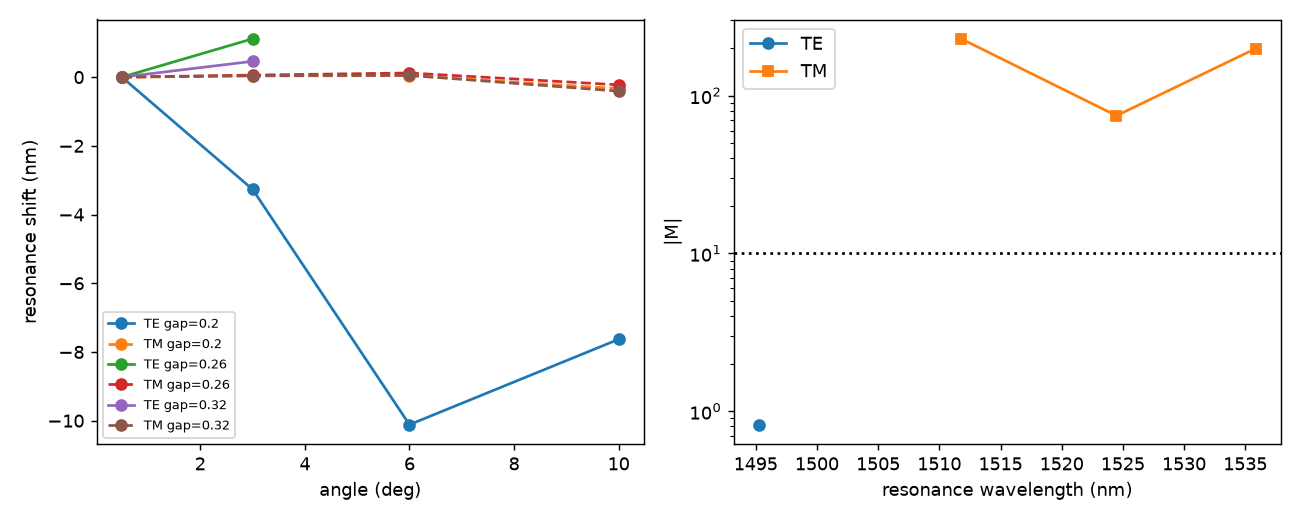 0
−2
−4
−6
−8
−10
resonance shift (nm)
TE gap=0.2
TM gap=0.2
TE gap=0.26
TM gap=0.26
TE gap=0.32
TM gap=0.32
2 4 6 8 10
angle (deg)
TE
TM
10²
10¹
10⁰
|M|
1495 1500 1505 1510 1515 1520 1525 1530 1535
resonance wavelength (nm)